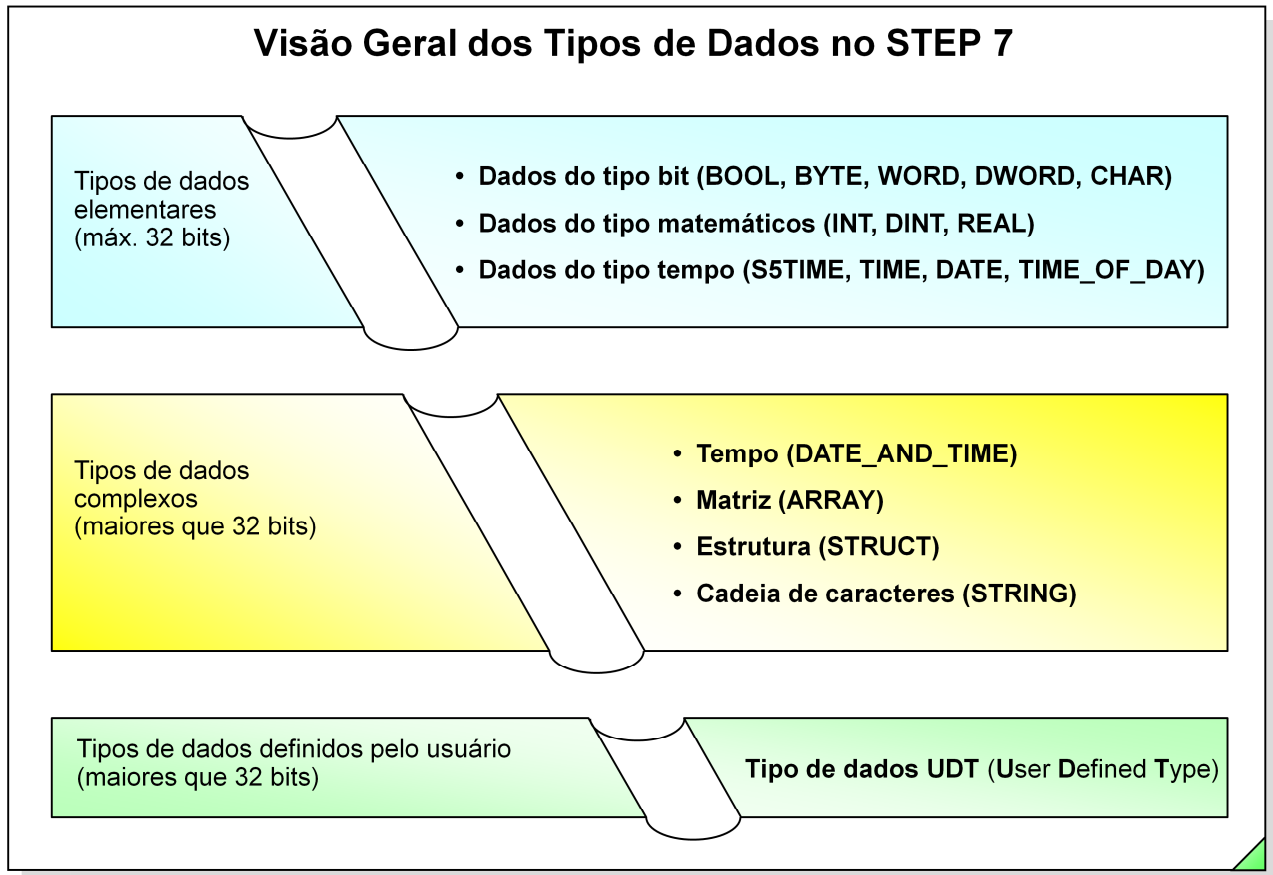 Visão Geral dos Tipos de Dados no STEP 7
Tipos de dados
elementares
(máx. 32 bits)
• Dados do tipo bit (BOOL, BYTE, WORD, DWORD, CHAR)
• Dados do tipo matemáticos (INT, DINT, REAL)
• Dados do tipo tempo (S5TIME, TIME, DATE, TIME_OF_DAY)
Tipos de dados
complexos
(maiores que 32 bits)
• Tempo (DATE_AND_TIME)
• Matriz (ARRAY)
• Estrutura (STRUCT)
• Cadeia de caracteres (STRING)
Tipos de dados definidos pelo usuário
(maiores que 32 bits)
Tipo de dados UDT (User Defined Type)